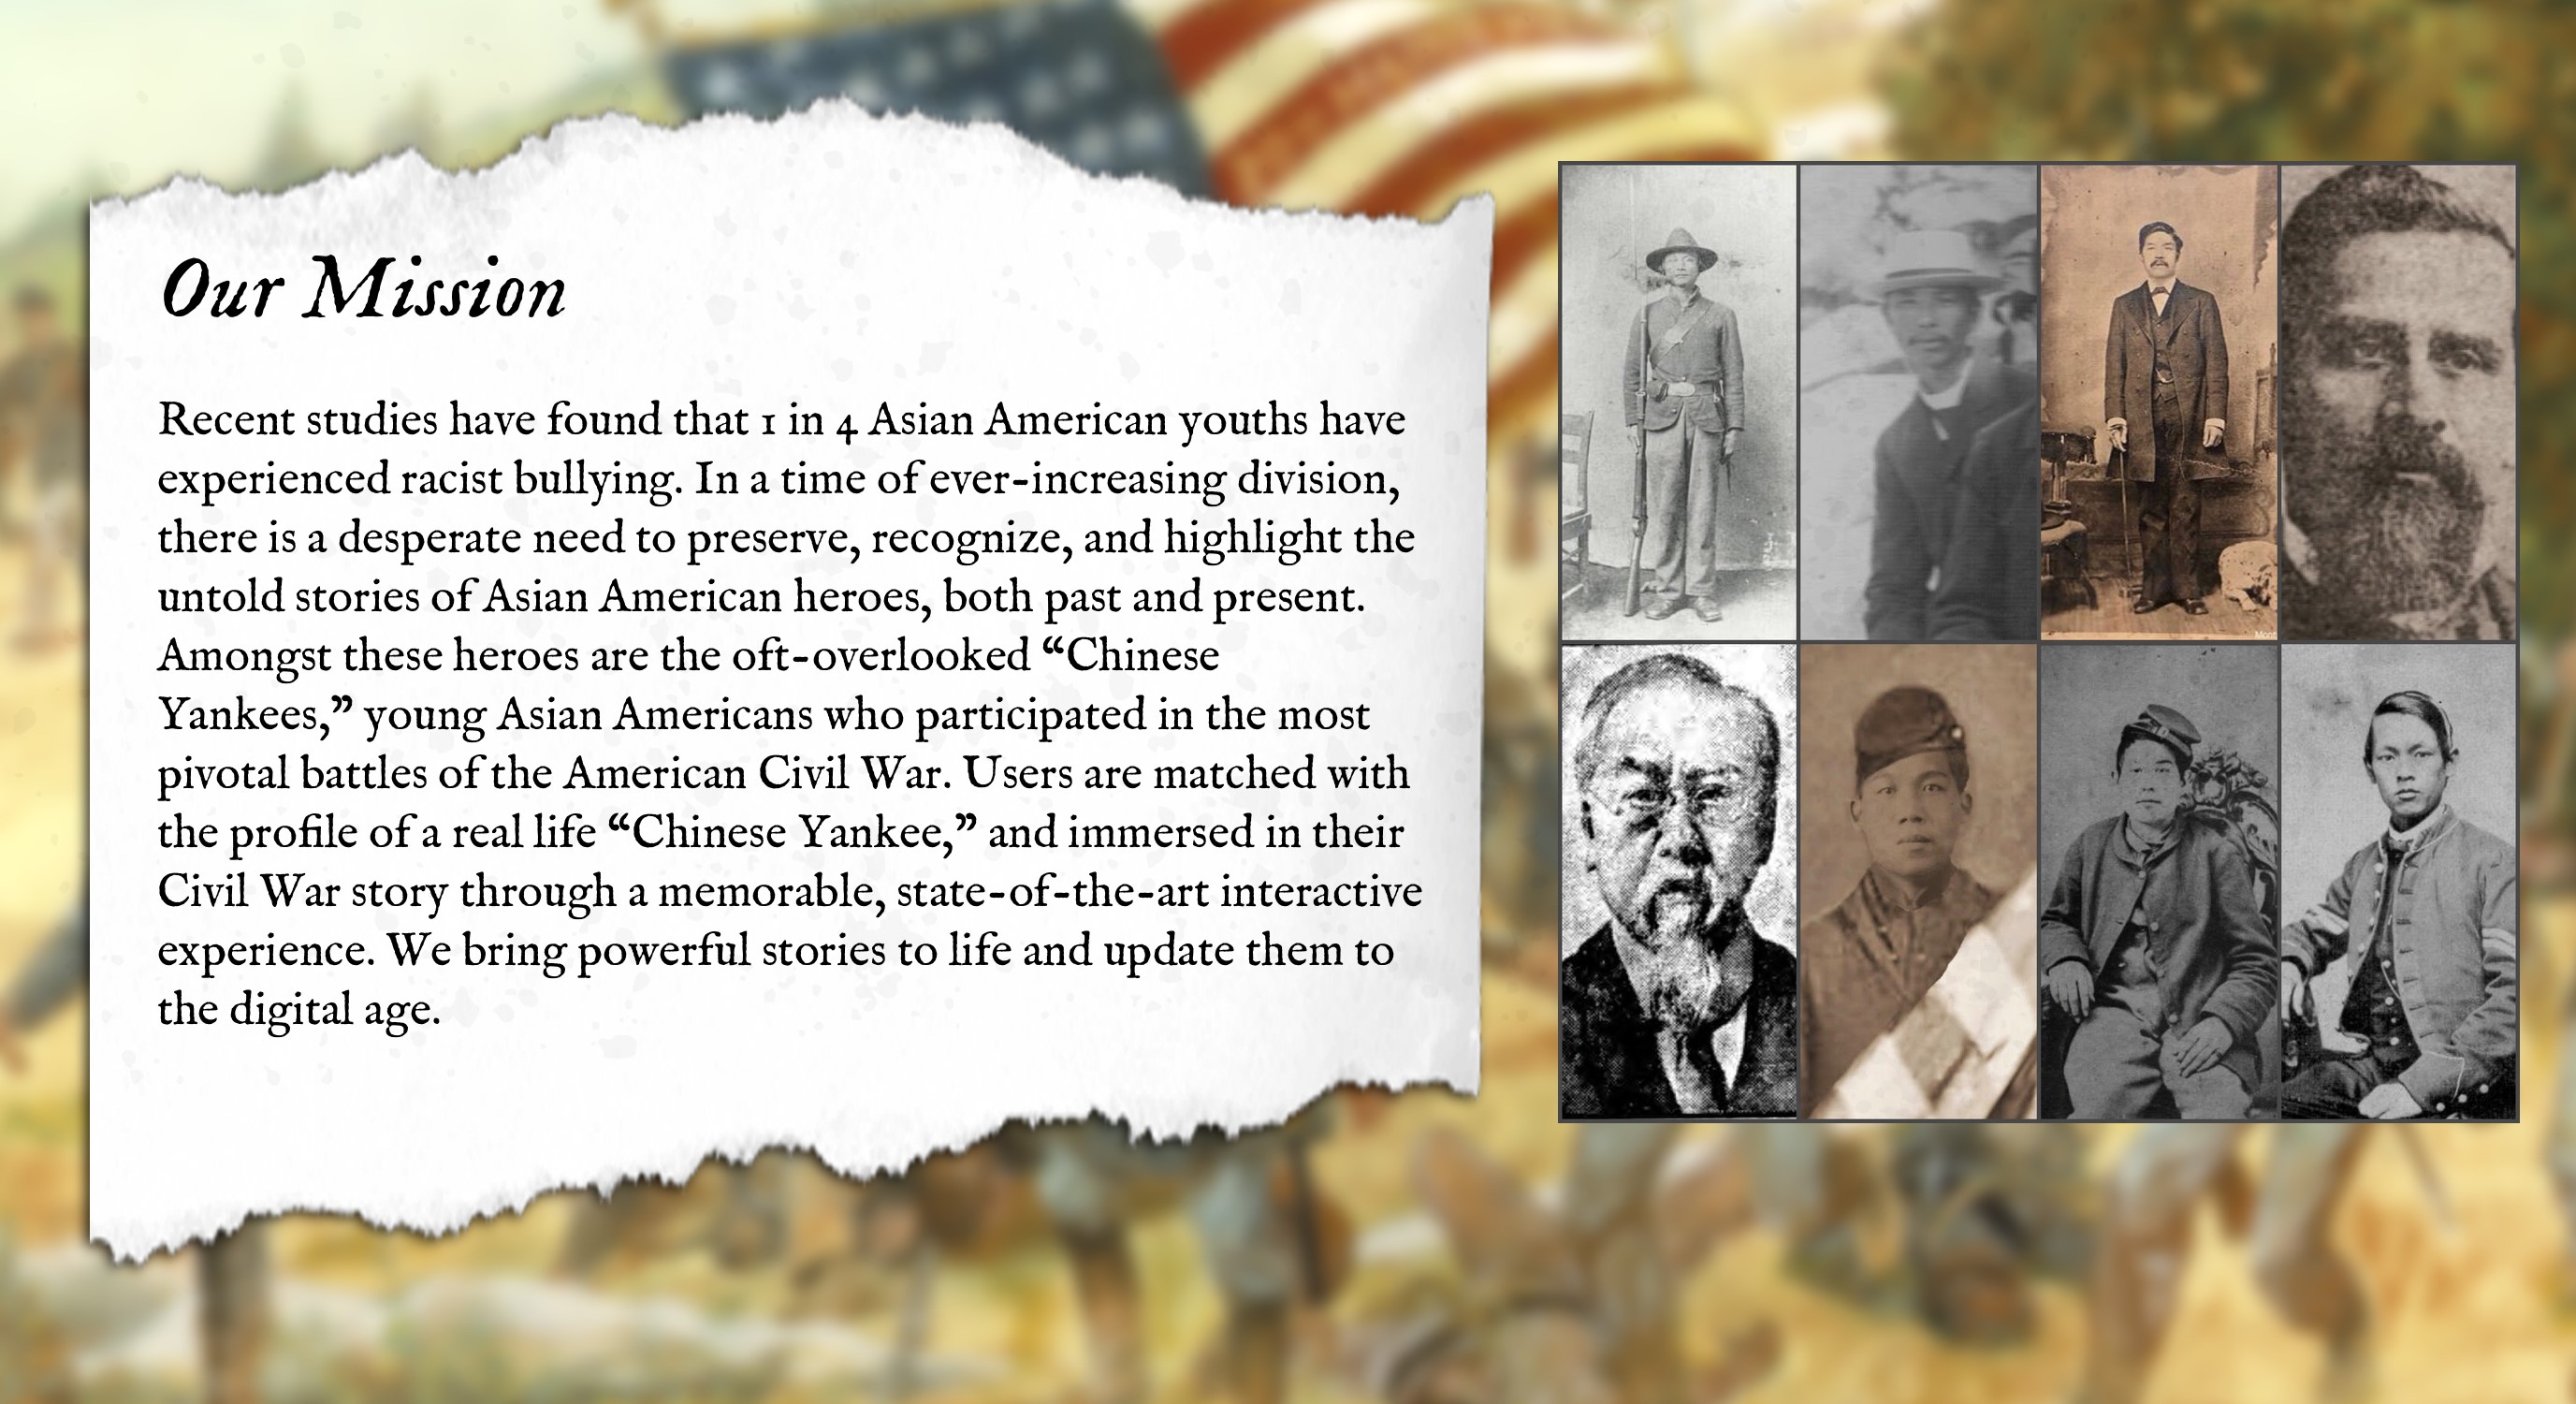 Our Mission
Recent studies have found that 1 in 4 Asian American youths have
experienced racist bullying. In a time of ever-increasing division,
there is a desperate need to preserve, recognize, and highlight the
untold stories of Asian American heroes, both past and present.
Amongst these heroes are the oft-overlooked “Chinese
Yankees,” young Asian Americans who participated in the most
pivotal battles of the American Civil War. Users are matched with
the profile of a real life “Chinese Yankee,” and immersed in their
Civil War story through a memorable, state-of-the-art interactive
experience. We bring powerful stories to life and update them to
the digital age.